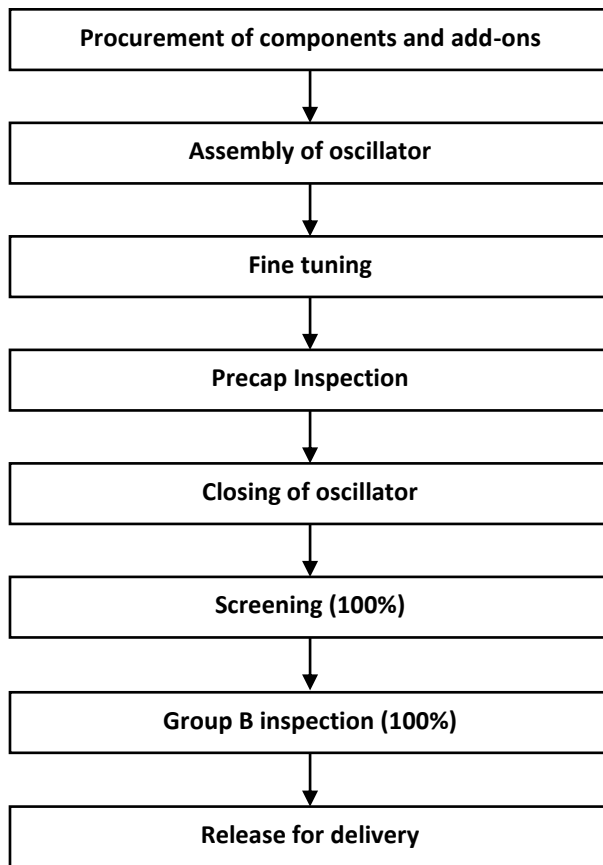 Procurement of components and add-ons
Assembly of oscillator
Fine tuning
Precap Inspection
Closing of oscillator
Screening (100%)
Group B inspection (100%)
Release for delivery